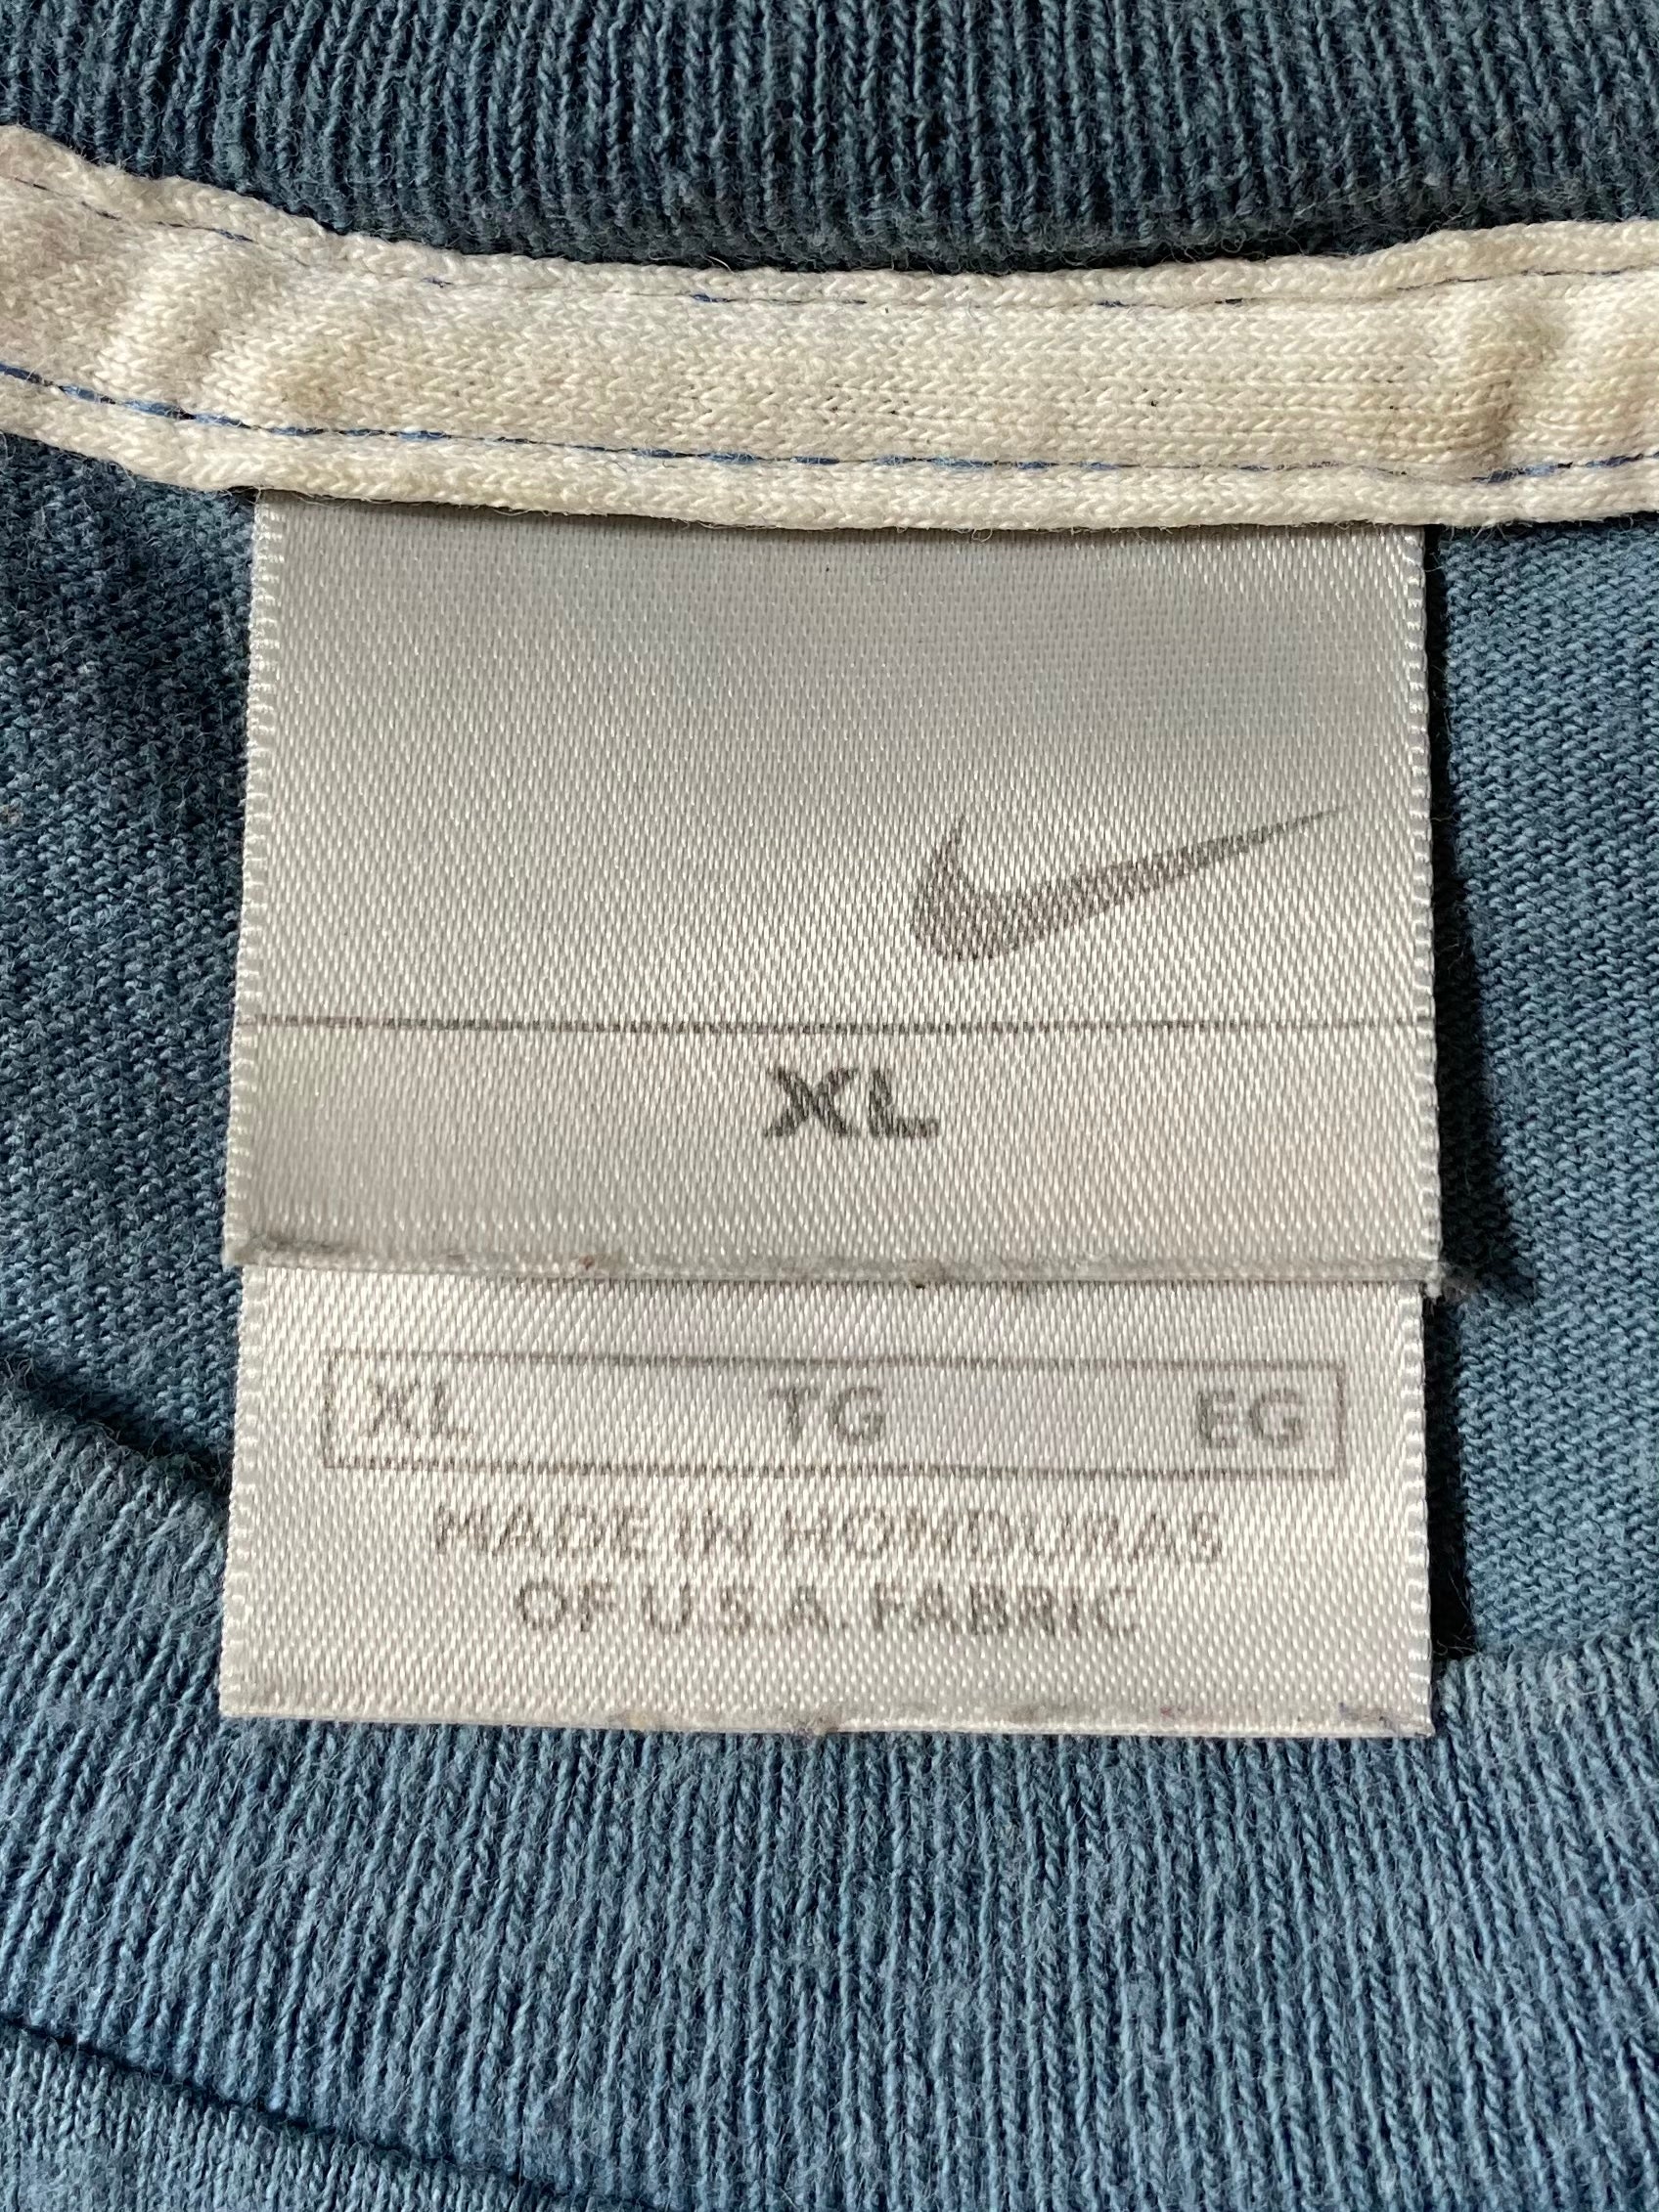 XL
XL TG EG
MADE IN HONDURAS
OF U.S.A. FABRIC